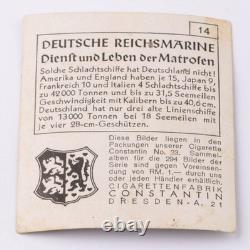 14
DEUTSCHE REICHSMARINE
Dienst und Leben der Matrosen
Solche Schlachtschiffe hat Deutschland nicht!
Amerika und England haben je 15, Japan 9,
Frankreich 10 und Italien 4 Schlachtschiffe bis
zu 42000 Tonnen und bis zu 31,5 Seemeilen
Geschwindigkeit mit Kalibern bis zu 40,6 cm.
Deutschland hat nur drei alte Linienschiffe
von 13000 Tonnen bei 18 Seemeilen mit
je vier 28-cm-Geschützen.
Diese Bilder liegen in den
Packungen unserer Cigarette
Constantin No. 23. Sammel-
alben für die 294 Bilder der
Serie sind gegen Voreinsen-
dung von RM. 1,— durch uns oder
jeden Händler erhältlich.
CIGARETTENFABRIK
CONSTANTIN
DRESDEN-A. 21